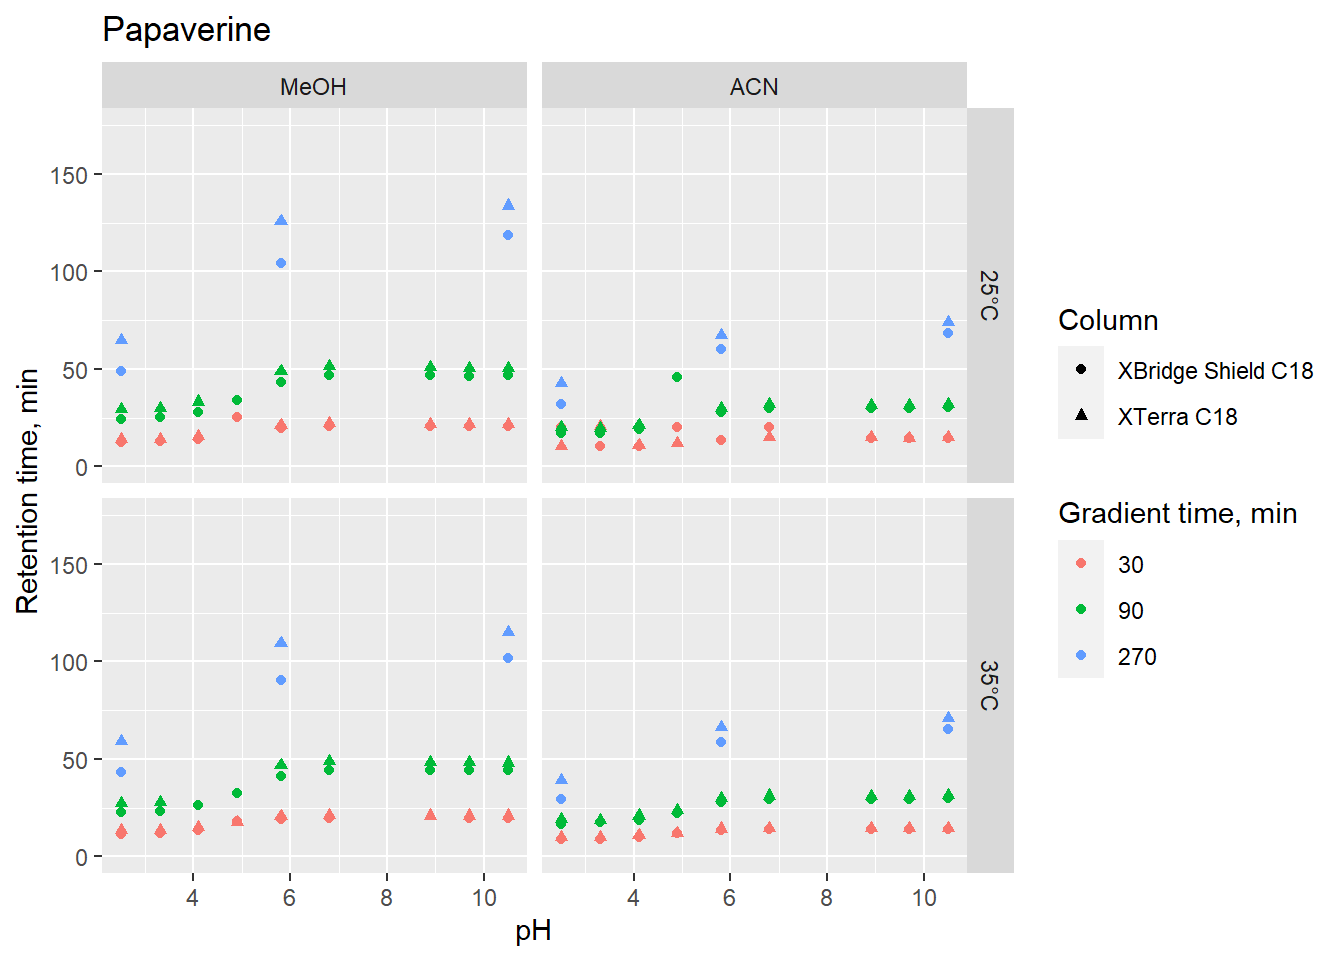 Papaverine
MeOH
ACN
150
100
50
0
25°C
150
100
50
0
35°C
4
6
8
10
4
6
8
10
pH
Retention time, min
Column
XBridge Shield C18
XTerra C18
Gradient time, min
30
90
270